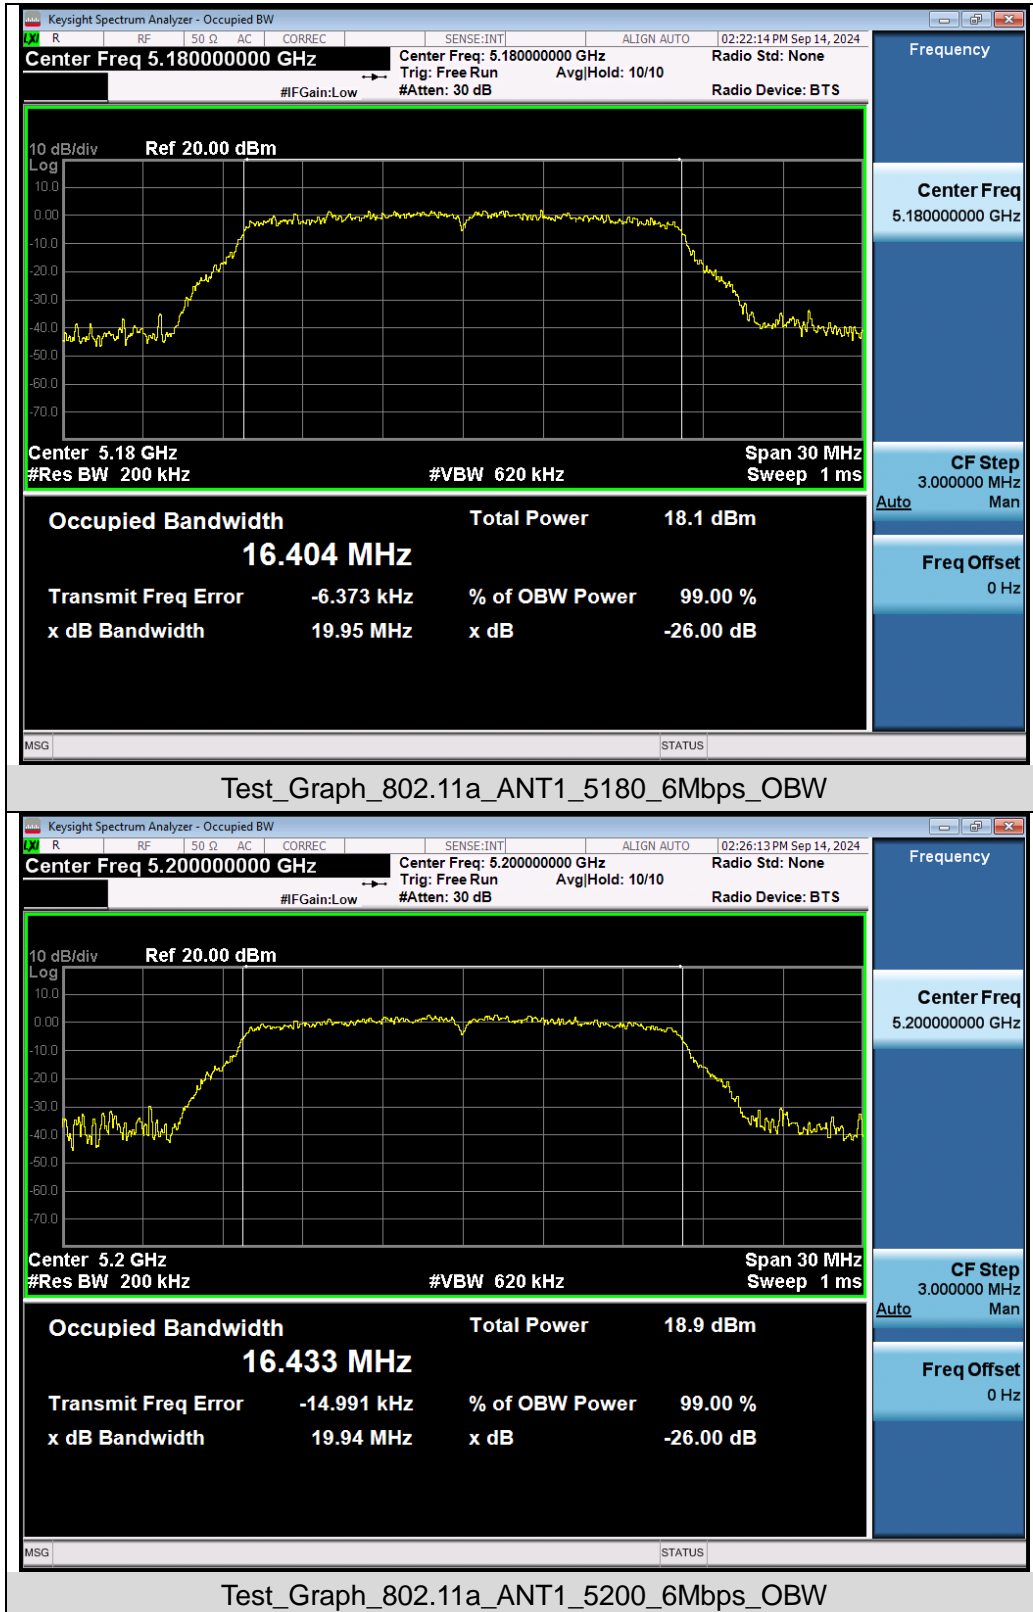 Keysight Spectrum Analyzer - Occupied BW
LXI R RF 50 Ω AC CORREC SENSE:INT ALIGN AUTO 02:22:14 PM Sep 14, 2024
Center Freq 5.180000000 GHz
Center Freq: 5.180000000 GHz Radio Std: None
Trig: Free Run Avg|Hold: 10/10
#IFGain:Low #Atten: 30 dB Radio Device: BTS
Frequency
10 dB/div Ref 20.00 dBm
Log
10.0
0.00
-10.0
-20.0
-30.0
-40.0
-50.0
-60.0
-70.0
Center Freq
5.180000000 GHz
Center 5.18 GHz Span 30 MHz
#Res BW 200 kHz #VBW 620 kHz Sweep 1 ms
CF Step
3.000000 MHz
Auto Man
Occupied Bandwidth Total Power 18.1 dBm
16.404 MHz
Freq Offset
0 Hz
Transmit Freq Error -6.373 kHz % of OBW Power 99.00 %
x dB Bandwidth 19.95 MHz x dB -26.00 dB
MSG STATUS
Test_Graph_802.11a_ANT1_5180_6Mbps_OBW
Keysight Spectrum Analyzer - Occupied BW
LXI R RF 50 Ω AC CORREC SENSE:INT ALIGN AUTO 02:26:13 PM Sep 14, 2024
Center Freq 5.200000000 GHz
Center Freq: 5.200000000 GHz Radio Std: None
Trig: Free Run Avg|Hold: 10/10
#IFGain:Low #Atten: 30 dB Radio Device: BTS
Frequency
10 dB/div Ref 20.00 dBm
Log
10.0
0.00
-10.0
-20.0
-30.0
-40.0
-50.0
-60.0
-70.0
Center Freq
5.200000000 GHz
Center 5.2 GHz Span 30 MHz
#Res BW 200 kHz #VBW 620 kHz Sweep 1 ms
CF Step
3.000000 MHz
Auto Man
Occupied Bandwidth Total Power 18.9 dBm
16.433 MHz
Freq Offset
0 Hz
Transmit Freq Error -14.991 kHz % of OBW Power 99.00 %
x dB Bandwidth 19.94 MHz x dB -26.00 dB
MSG STATUS
Test_Graph_802.11a_ANT1_5200_6Mbps_OBW